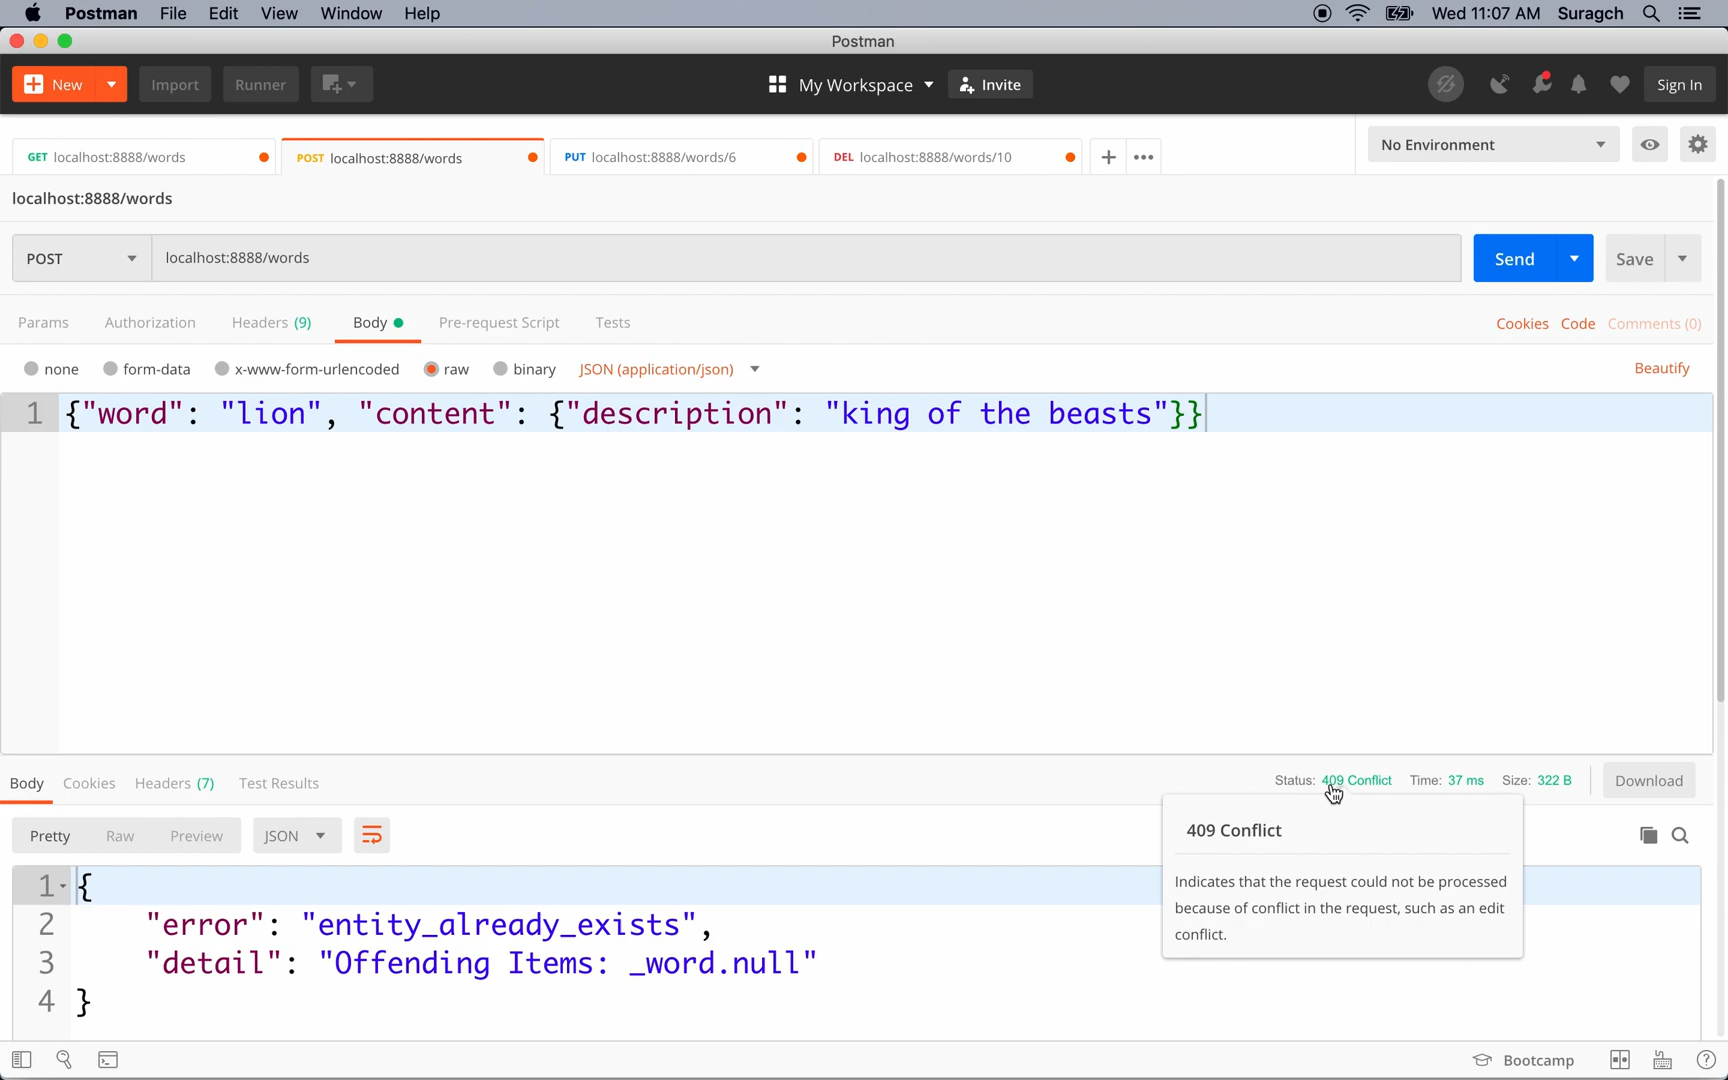 Postman File Edit View Window Help Wed 11:07 AM Suragch
Postman
New Import Runner My Workspace Invite Sign In
GET localhost:8888/words POST localhost:8888/words PUT localhost:8888/words/6 DEL localhost:8888/words/10 No Environment
localhost:8888/words
POST localhost:8888/words Send Save
Params Authorization Headers (9) Body Pre-request Script Tests Cookies Code Comments (0)
none form-data x-www-form-urlencoded raw binary JSON (application/json) Beautify
1 {"word": "lion", "content": {"description": "king of the beasts"}}
Body Cookies Headers (7) Test Results Status: 409 Conflict Time: 37 ms Size: 322 B Download
Pretty Raw Preview JSON
409 Conflict
Indicates that the request could not be processed
because of conflict in the request, such as an edit
conflict.
1 {
2 "error": "entity_already_exists",
3 "detail": "Offending Items: _word.null"
4 }
Bootcamp